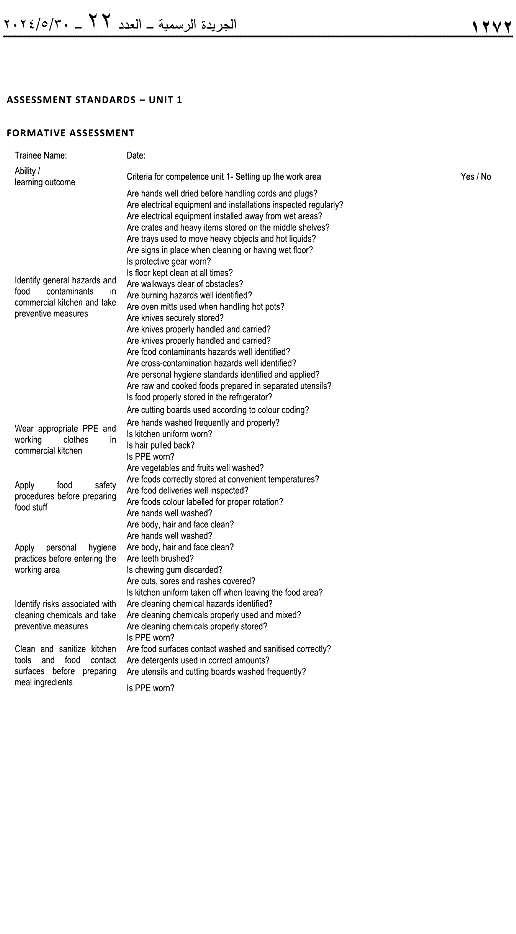 ١٢٧٢ الجريدة الرسمية ـ العدد ٢٢ ـ ٢٠٢٤/٥/٣٠
ASSESSMENT STANDARDS – UNIT 1
FORMATIVE ASSESSMENT
Trainee Name: Date:
Ability /
learning outcome
Criteria for competence unit 1- Setting up the work area Yes / No
Identify general hazards and
food contaminants in
commercial kitchen and take
preventive measures
Are hands well dried before handling cords and plugs?
Are electrical equipment and installations inspected regularly?
Are electrical equipment installed away from wet areas?
Are crates and heavy items stored on the middle shelves?
Are trays used to move heavy objects and hot liquids?
Are signs in place when cleaning or having wet floor?
Is protective gear worn?
Is floor kept clean at all times?
Are walkways clear of obstacles?
Are burning hazards well identified?
Are oven mitts used when handling hot pots?
Are knives securely stored?
Are knives properly handled and carried?
Are knives properly handled and carried?
Are food contaminants hazards well identified?
Are cross-contamination hazards well identified?
Are personal hygiene standards identified and applied?
Are raw and cooked foods prepared in separated utensils?
Is food properly stored in the refrigerator?
Are cutting boards used according to colour coding?
Wear appropriate PPE and
working clothes in
commercial kitchen
Are hands washed frequently and properly?
Is kitchen uniform worn?
Is hair pulled back?
Is PPE worn?
Apply food safety
procedures before preparing
food stuff
Are vegetables and fruits well washed?
Are foods correctly stored at convenient temperatures?
Are food deliveries well inspected?
Are foods colour labelled for proper rotation?
Are hands well washed?
Are body, hair and face clean?
Apply personal hygiene
practices before entering the
working area
Are hands well washed?
Are body, hair and face clean?
Are teeth brushed?
Is chewing gum discarded?
Are cuts, sores and rashes covered?
Is kitchen uniform taken off when leaving the food area?
Identify risks associated with
cleaning chemicals and take
preventive measures
Are cleaning chemical hazards identified?
Are cleaning chemicals properly used and mixed?
Are cleaning chemicals properly stored?
Is PPE worn?
Clean and sanitize kitchen
tools and food contact
surfaces before preparing
meal ingredients
Are food surfaces contact washed and sanitised correctly?
Are detergents used in correct amounts?
Are utensils and cutting boards washed frequently?
Is PPE worn?